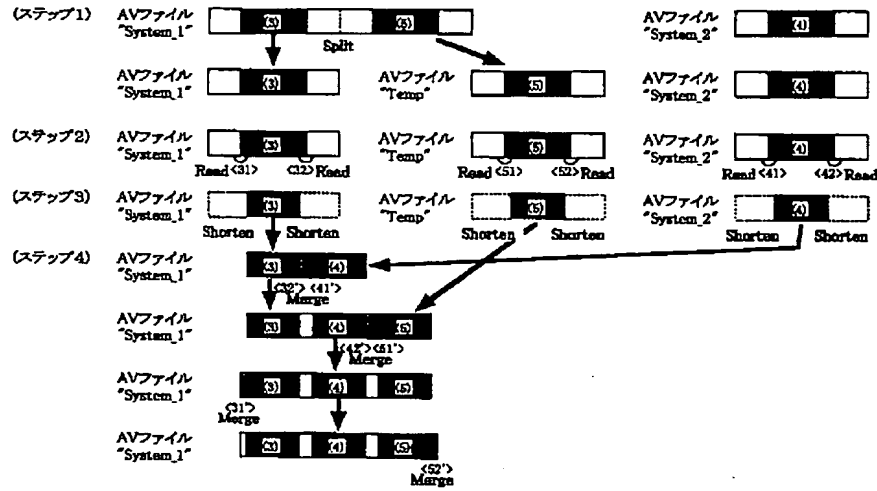 (ステップ1) AVファイル "System_1" (3) (5) AVファイル "System_2" (4)
Split
AVファイル "System_1" (3) AVファイル "Temp" (5) AVファイル "System_2" (4)
(ステップ2) AVファイル "System_1" (3) AVファイル "Temp" (5) AVファイル "System_2" (4)
Read <31> <32> Read Read <51> <52> Read Read <41> <42> Read
(ステップ3) AVファイル "System_1" (3) AVファイル "Temp" (5) AVファイル "System_2" (4)
Shorten Shorten Shorten Shorten Shorten Shorten
(ステップ4) AVファイル "System_1" (3) (4)
<32'> <41'>
Merge
AVファイル "System_1" (3) (4) (5)
<42'> <51'>
Merge
AVファイル "System_1" (3) (4) (5)
<31'>
Merge
AVファイル "System_1" (3) (4) (5)
<52'>
Merge